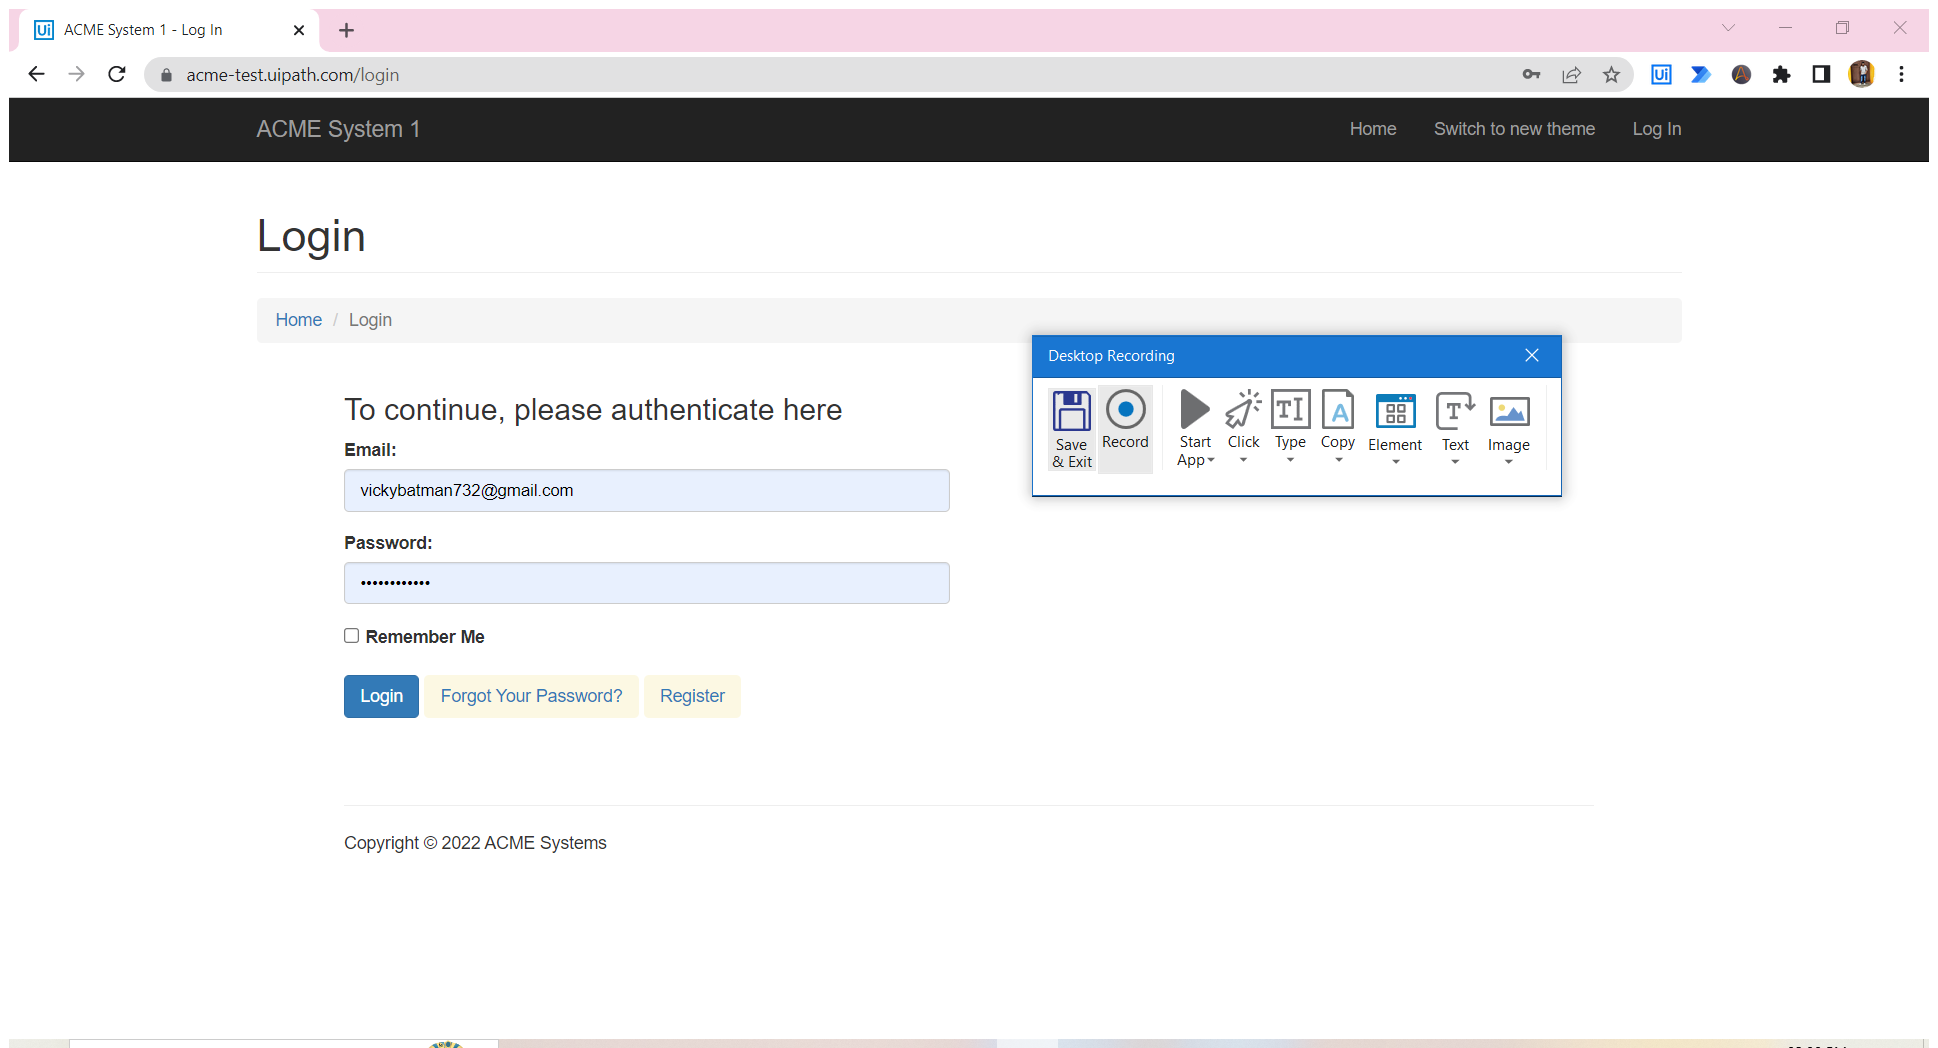 Ui ACME System 1 - Log In
acme-test.uipath.com/login
Ui
ACME System 1 Home Switch to new theme Log In
Login
Home / Login
Desktop Recording
Save & Exit
Record
Start App
Click
Type
Copy
Element
Text
Image
To continue, please authenticate here
Email:
vickybatman732@gmail.com
Password:
••••••••••••
Remember Me
Login Forgot Your Password? Register
Copyright © 2022 ACME Systems